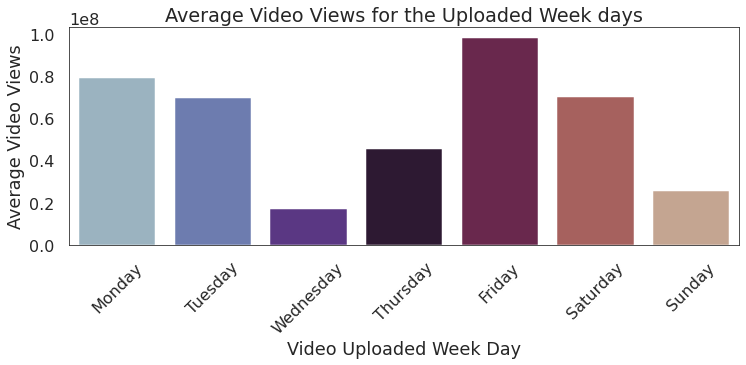 Average Video Views for the Uploaded Week days
1e8
1.0
0.8
0.6
0.4
0.2
0.0
Average Video Views
Monday
Tuesday
Wednesday
Thursday
Friday
Saturday
Sunday
Video Uploaded Week Day